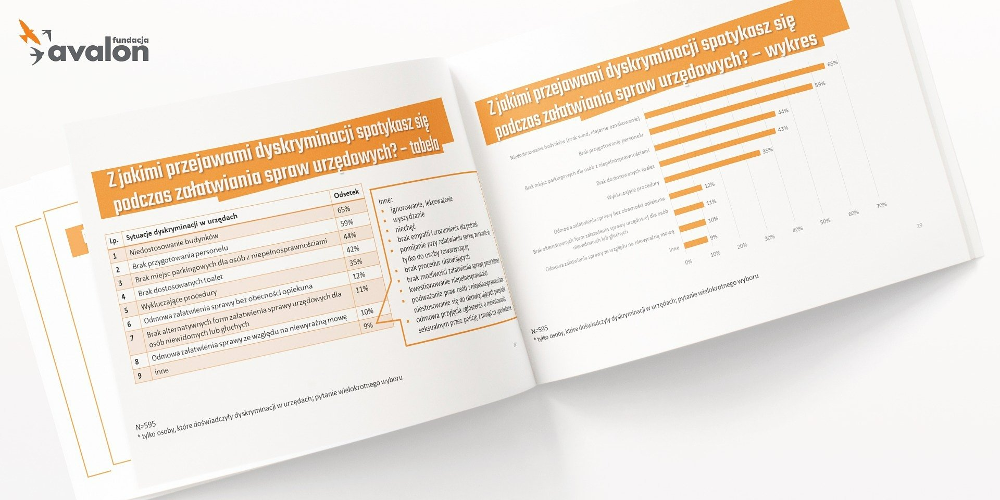 fundacja
avalon
Z jakimi przejawami dyskryminacji spotykasz się
podczas załatwiania spraw urzędowych? – tabela
Lp. Sytuacje dyskryminacji w urzędach Odsetek
1 Niedostosowanie budynków 65%
2 Brak przygotowania personelu 59%
3 Brak miejsc parkingowych dla osób z niepełnosprawnościami 44%
4 Brak dostosowanych toalet 42%
5 Wykluczające procedury 35%
6 Odmowa załatwienia sprawy bez obecności opiekuna 12%
7 Brak alternatywnych form załatwienia sprawy urzędowych dla 11%
osób niewidomych lub głuchych
8 Odmowa załatwienia sprawy ze względu na niewyraźną mowę 10%
9 inne 9%
Inne:
▪ ignorowanie, lekceważenie
▪ wyszydzanie
▪ niechęć
▪ brak empatii i zrozumienia dla potrzeb
▪ pomijanie przy załatwianiu spraw, zwracanie się
tylko do osoby towarzyszącej
▪ brak procedur ułatwiających
▪ brak mozliwości załatwienia sprawy przez Internet
▪ kwestionowanie niepełnosprawności
▪ podważanie praw osób z niepełnosprawnościami
niestosowanie się do obowiązujących przepisów
▪ odmowa przyjęcia zgłoszenia o molestowaniu
seksualnym przez policję z uwagi na upośledzenie
N=595
* tylko osoby, które doświadczyły dyskryminacji w urzędach; pytanie wielokrotnego wyboru
Z jakimi przejawami dyskryminacji spotykasz się
podczas załatwiania spraw urzędowych? – wykres
Niedostosowanie budynków (brak wind, niejasne oznakowanie) 65%
Brak przygotowania personelu 59%
Brak miejsc parkingowych dla osób z niepełnosprawnościami 44%
Brak dostosowanych toalet 43%
Wykluczające procedury 35%
Odmowa załatwienia sprawy bez obecności opiekuna 12%
Brak alternatywnych form załatwienia sprawy urzędowej dla osób 11%
niewidomych lub głuchych
Odmowa załatwienia sprawy ze względu na niewyraźną mowę 10%
Inne 9%
0% 10% 20% 30% 40% 50% 60% 70%
N=595
* tylko osoby, które doświadczyły dyskryminacji w urzędach; pytanie wielokrotnego wyboru
29